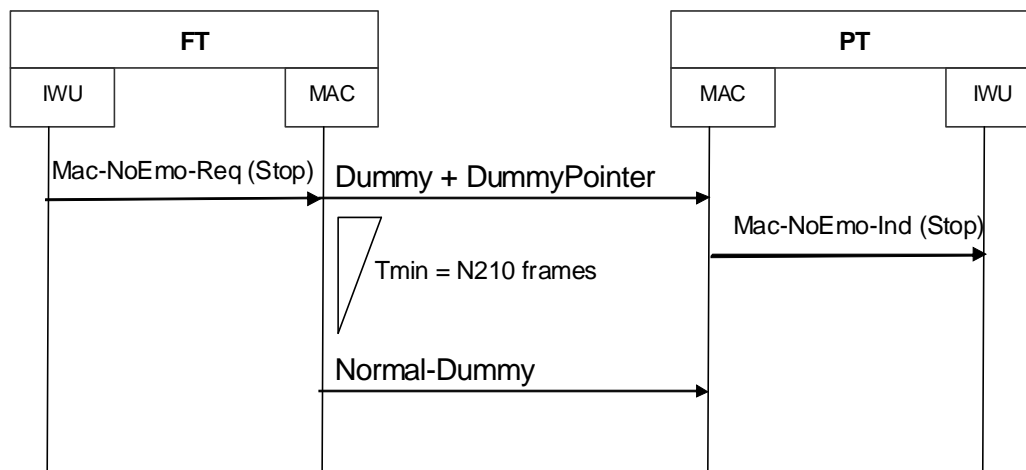 FT
PT
IWU
MAC
MAC
IWU
Mac-NoEmo-Req (Stop)
Dummy + DummyPointer
Mac-NoEmo-Ind (Stop)
Tmin = N210 frames
Normal-Dummy